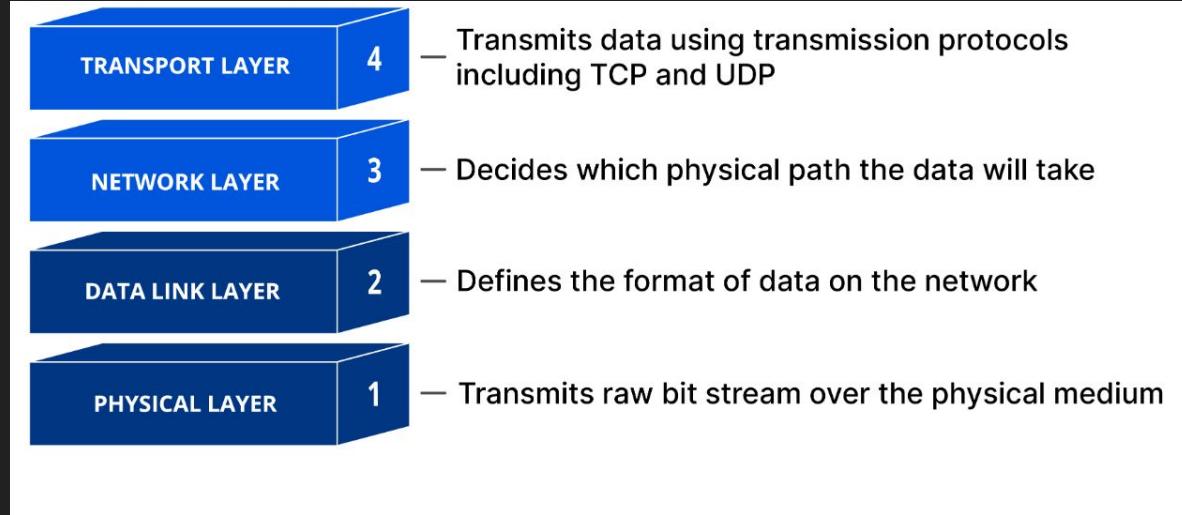 TRANSPORT LAYER
4
Transmits data using transmission protocols
including TCP and UDP
NETWORK LAYER
3
Decides which physical path the data will take
DATA LINK LAYER
2
Defines the format of data on the network
PHYSICAL LAYER
1
Transmits raw bit stream over the physical medium